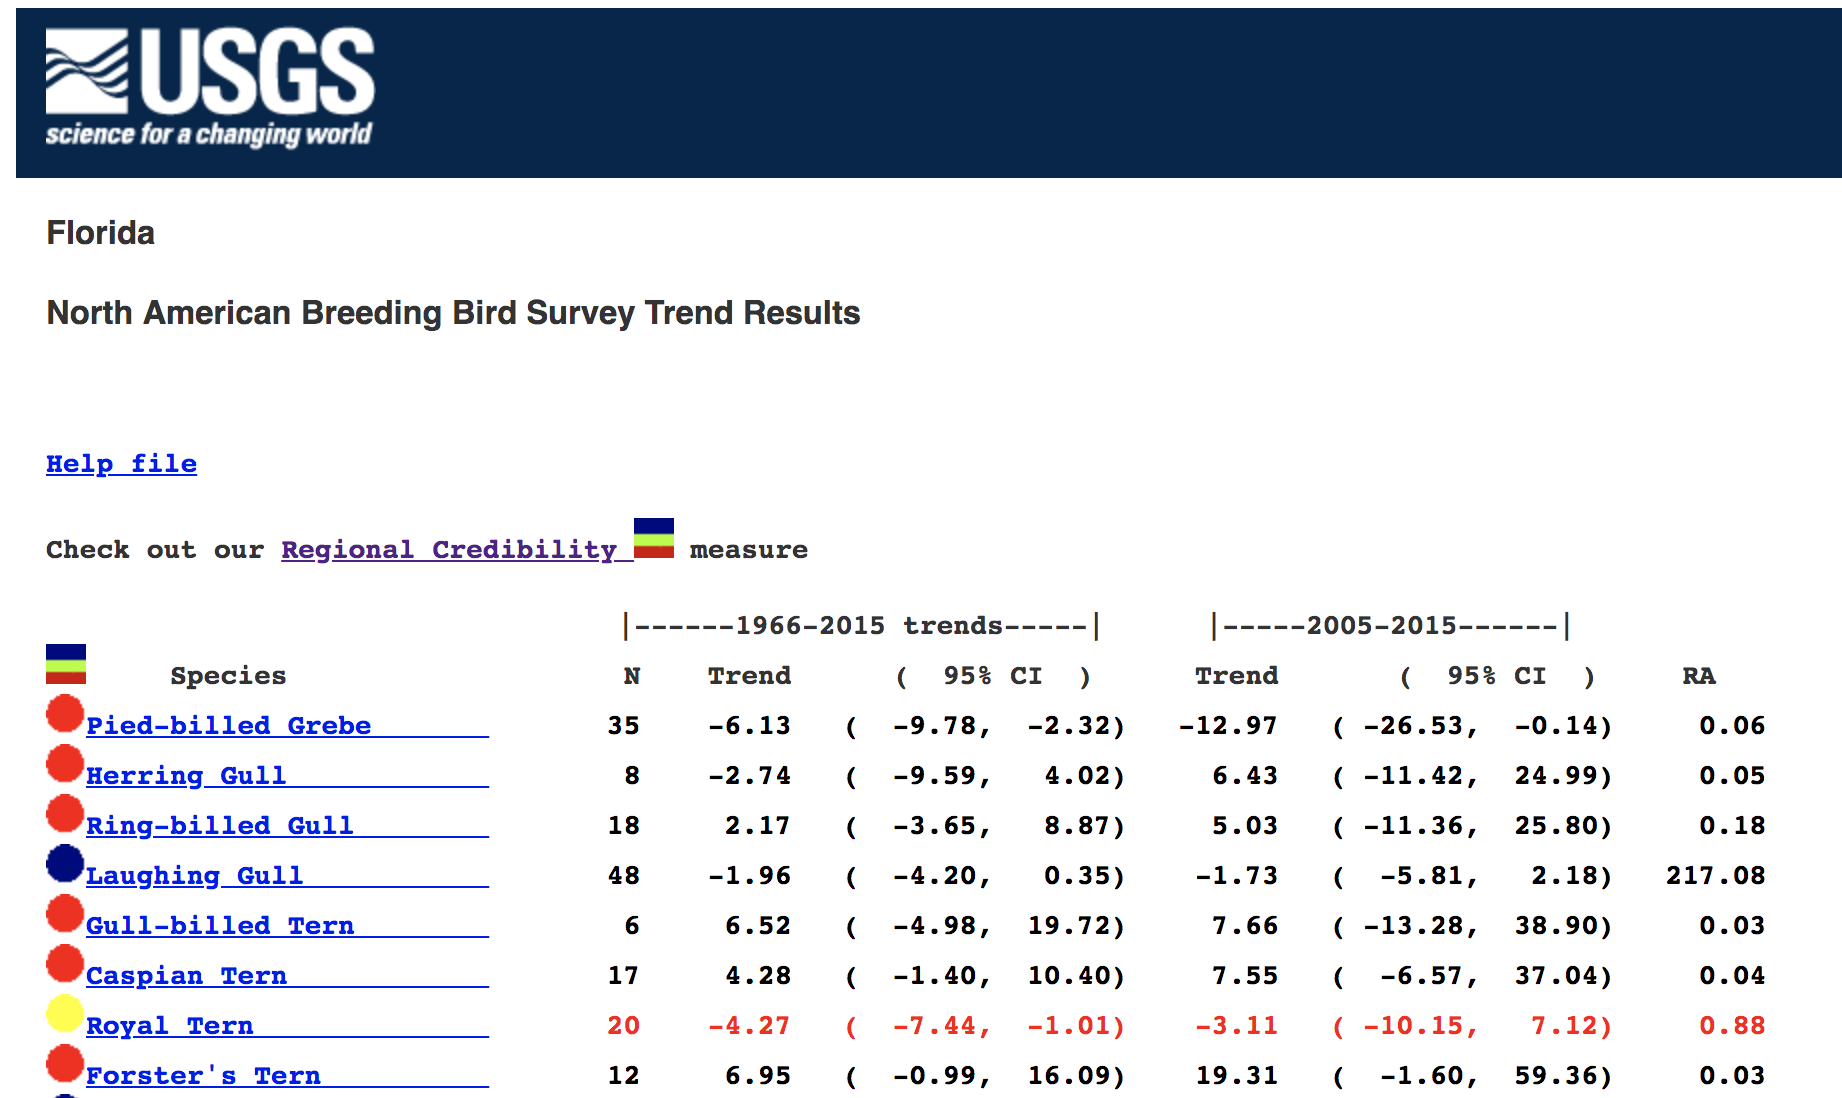 USGS
science for a changing world
Florida
North American Breeding Bird Survey Trend Results
Help file
Check out our Regional Credibility measure
|------1966-2015 trends-----| |-----2005-2015------|
Species N Trend ( 95% CI ) Trend ( 95% CI ) RA
Pied-billed Grebe 35 -6.13 ( -9.78, -2.32) -12.97 ( -26.53, -0.14) 0.06
Herring Gull 8 -2.74 ( -9.59, 4.02) 6.43 ( -11.42, 24.99) 0.05
Ring-billed Gull 18 2.17 ( -3.65, 8.87) 5.03 ( -11.36, 25.80) 0.18
Laughing Gull 48 -1.96 ( -4.20, 0.35) -1.73 ( -5.81, 2.18) 217.08
Gull-billed Tern 6 6.52 ( -4.98, 19.72) 7.66 ( -13.28, 38.90) 0.03
Caspian Tern 17 4.28 ( -1.40, 10.40) 7.55 ( -6.57, 37.04) 0.04
Royal Tern 20 -4.27 ( -7.44, -1.01) -3.11 ( -10.15, 7.12) 0.88
Forster's Tern 12 6.95 ( -0.99, 16.09) 19.31 ( -1.60, 59.36) 0.03